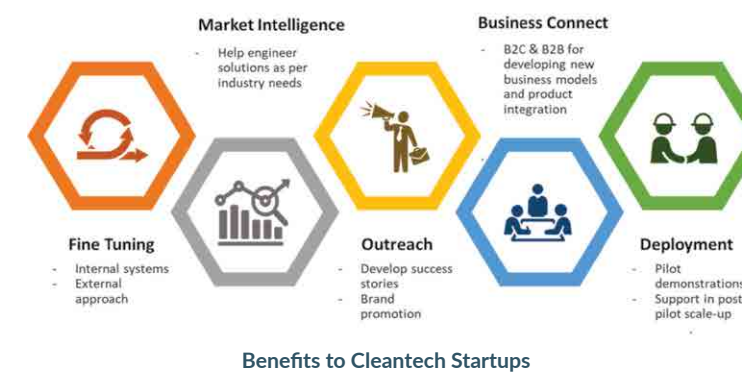 Market Intelligence
- Help engineer
solutions as per
industry needs
Business Connect
- B2C & B2B for
developing new
business models
and product
integration
Fine Tuning
- Internal systems
- External
approach
Outreach
- Develop success
stories
- Brand
promotion
Deployment
- Pilot
demonstrations
- Support in post
pilot scale-up
Benefits to Cleantech Startups